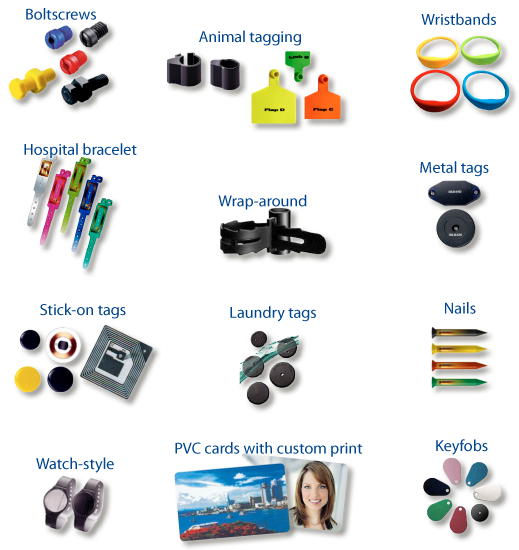 Boltscrews
Animal tagging
Wristbands
Flap D
Flap C
Hospital bracelet
Wrap-around
Metal tags
Stick-on tags
Laundry tags
Nails
Watch-style
PVC cards with custom print
Keyfobs